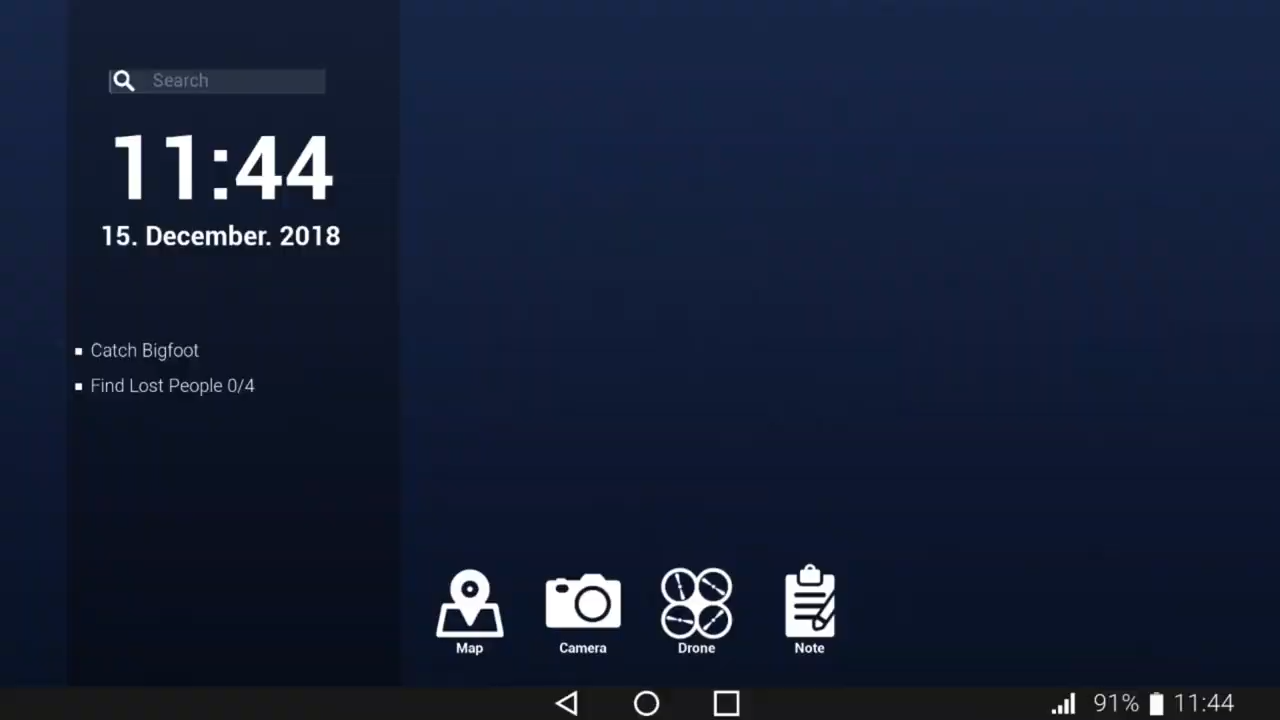 Search
11:44
15. December. 2018
Catch Bigfoot
Find Lost People 0/4
Map
Camera
Drone
Note
91%
11:44